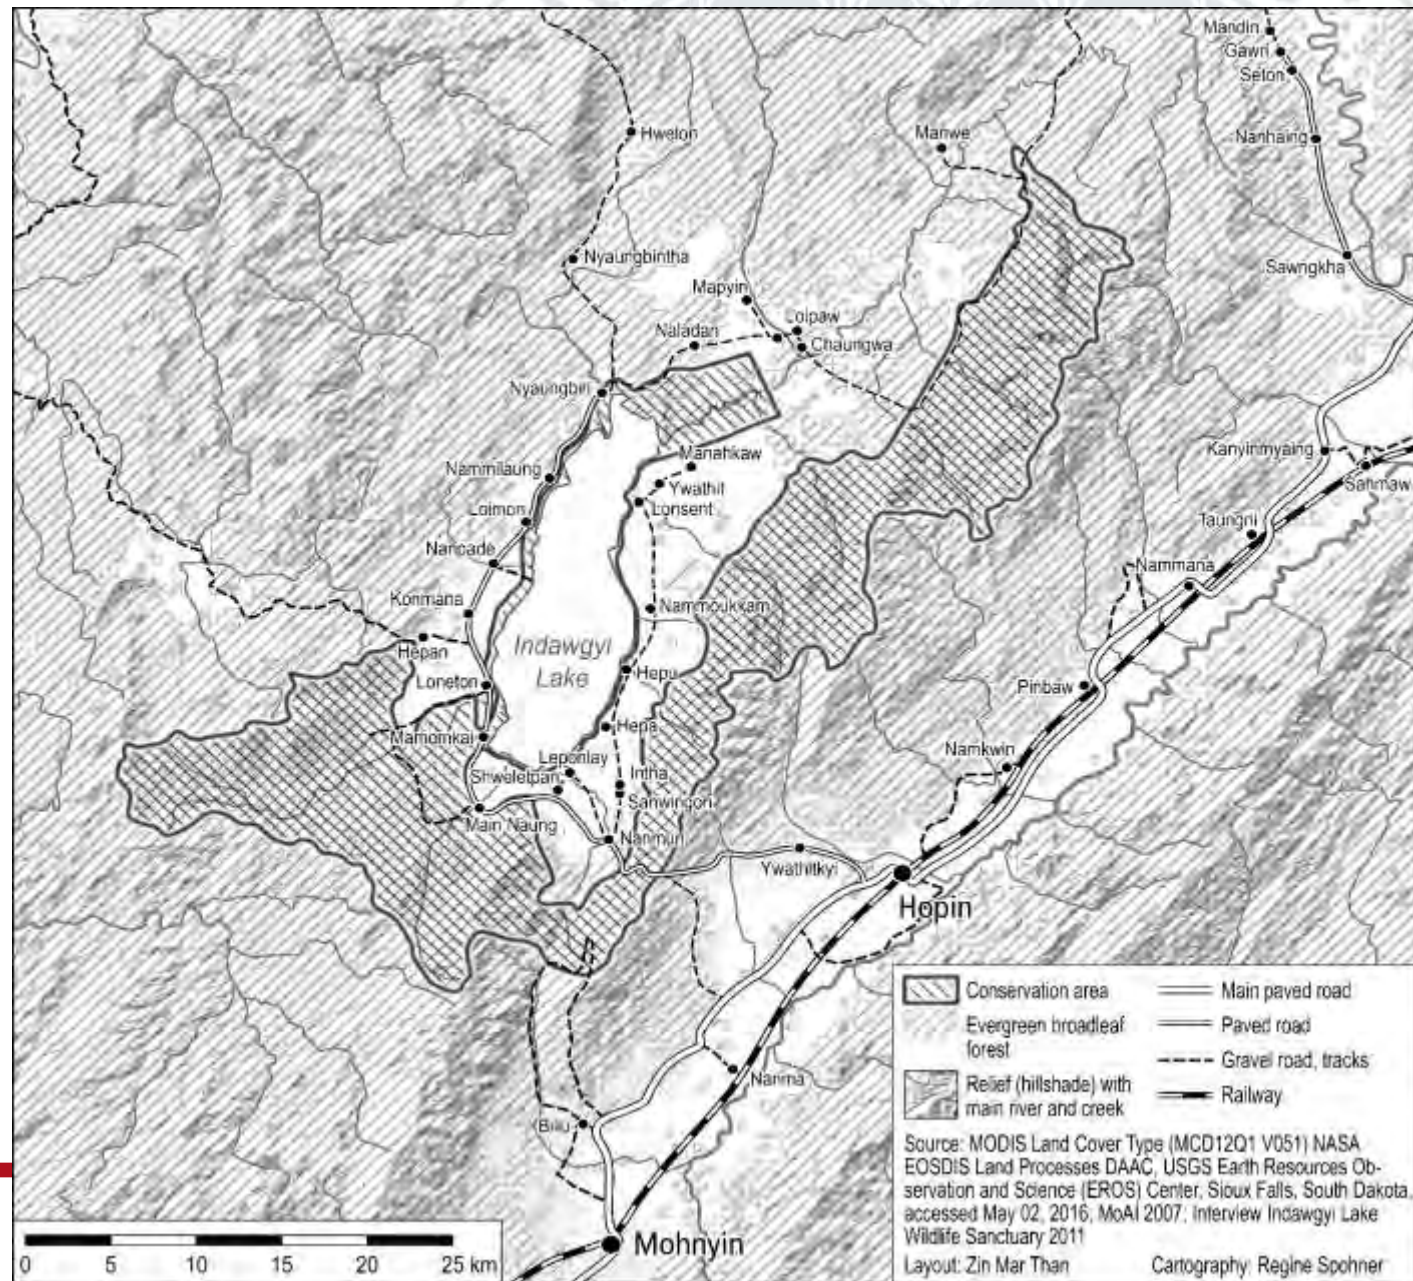 Mandin
Gawri
Seton
Hwelon
Manwe
Nanhaing
Nyaungbintha
Sawngkha
Mapyin
Loipaw
Naladan
Chaungwa
Nyaungbin
Manahkaw
Kanyinmyaing
Nammilaung
Ywathit
Sahmaw
Lonsent
Loimon
Taungni
Nancade
Nammana
Konmana
Nammoukkam
Hepan
Indawgyi
Lake
Hepu
Loneton
Pinbaw
Hepa
Mamomkai
Namkwin
Leponlay
Shweletpan
Intha
Sanwingon
Main Naung
Nanmun
Ywathitkyi
Hopin
Nanma
Bilu
Mohnyin
Conservation area
Evergreen broadleaf
forest
Relief (hillshade) with
main river and creek
Main paved road
Paved road
Gravel road, tracks
Railway
Source: MODIS Land Cover Type (MCD12Q1 V051) NASA
EOSDIS Land Processes DAAC, USGS Earth Resources Ob-
servation and Science (EROS) Center, Sioux Falls, South Dakota,
accessed May 02, 2016, MoAI 2007; Interview Indawgyi Lake
Wildlife Sanctuary 2011
Layout: Zin Mar Than Cartography: Regine Spohner
0 5 10 15 20 25 km